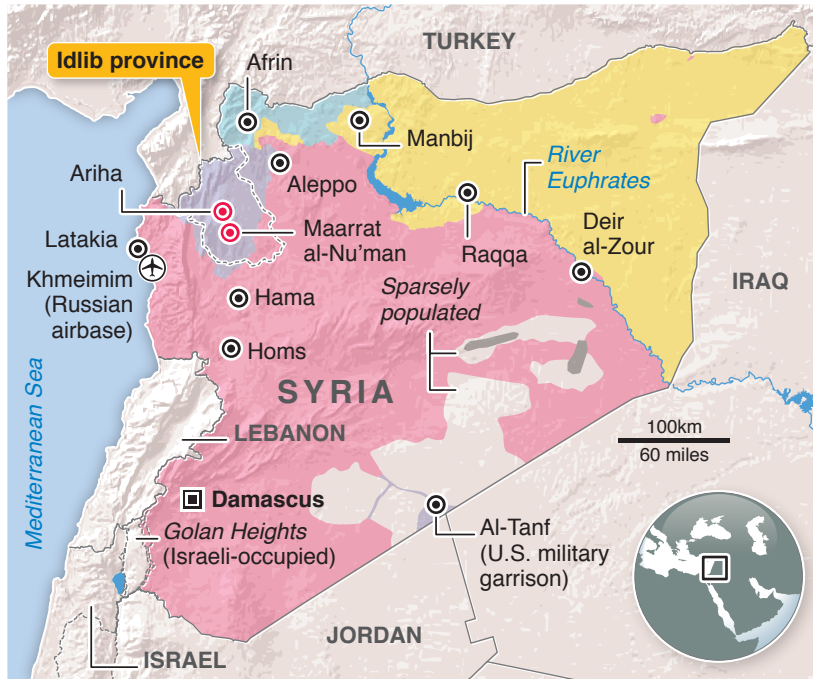 TURKEY
Idlib province
Afrin
Manbij
River
Euphrates
Ariha
Aleppo
Maarrat
al-Nu'man
Raqqa
Deir
al-Zour
Latakia
Khmeimim
(Russian
airbase)
Hama
Sparsely
populated
IRAQ
Homs
SYRIA
Mediterranean Sea
LEBANON
100km
60 miles
Damascus
Golan Heights
(Israeli-occupied)
Al-Tanf
(U.S. military
garrison)
JORDAN
ISRAEL